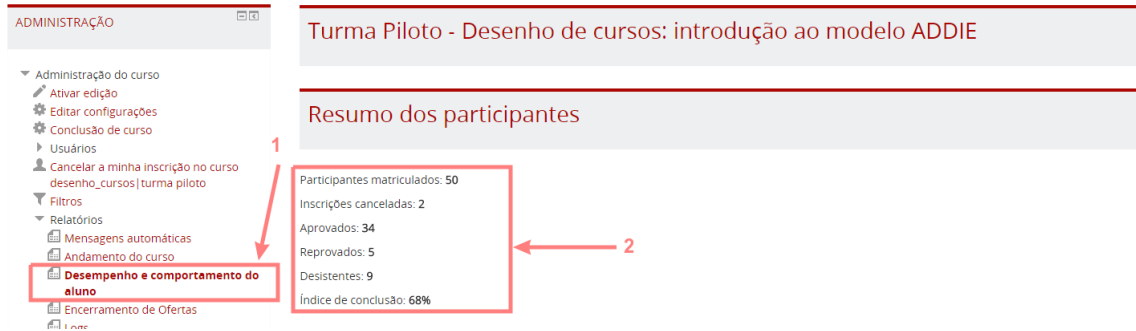 ADMINISTRAÇÃO
Administração do curso
Ativar edição
Editar configurações
Conclusão de curso
Usuários
Cancelar a minha inscrição no curso
desenho_cursos|turma piloto
Filtros
Relatórios
Mensagens automáticas
Andamento do curso
Desempenho e comportamento do
aluno
Encerramento de Ofertas
Logs
1
Turma Piloto - Desenho de cursos: introdução ao modelo ADDIE
Resumo dos participantes
Participantes matriculados: 50
Inscrições canceladas: 2
Aprovados: 34
Reprovados: 5
Desistentes: 9
Índice de conclusão: 68%
2